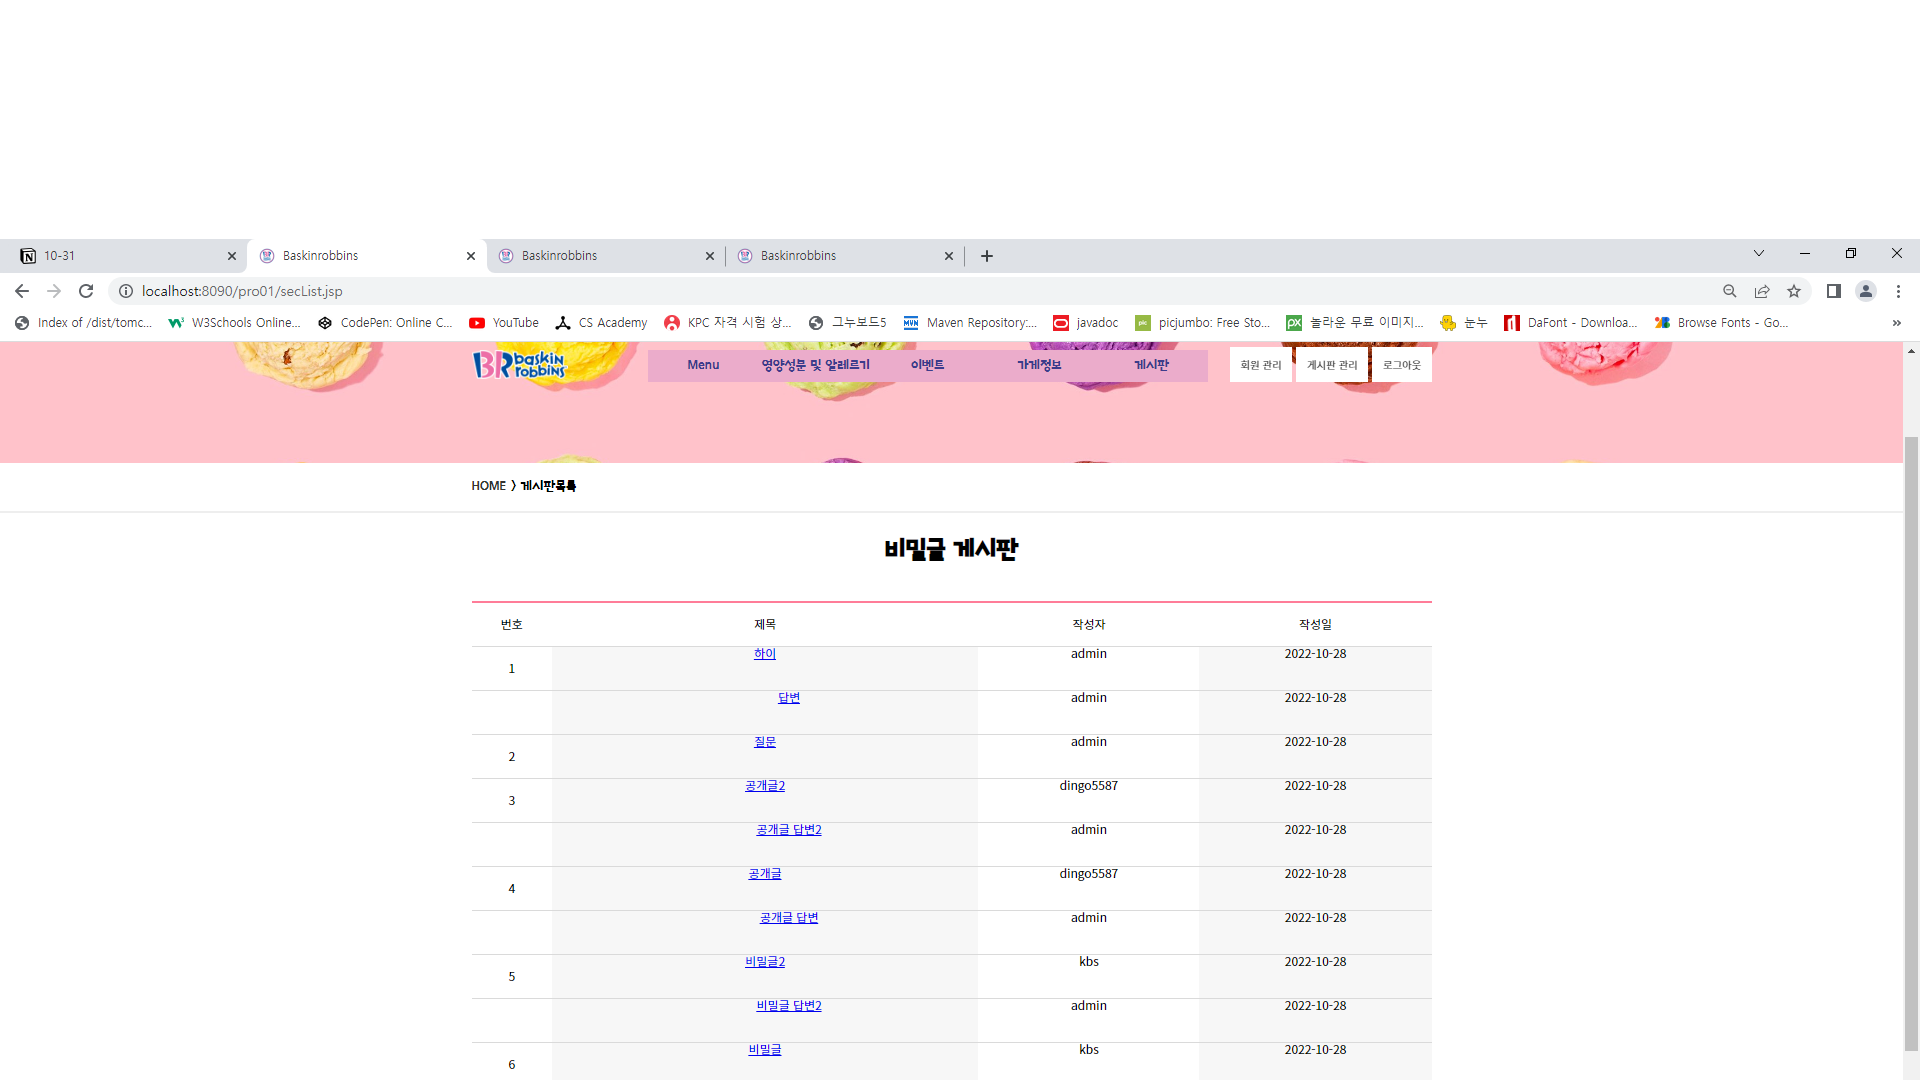 10-31 Baskinrobbins Baskinrobbins Baskinrobbins
localhost:8090/pro01/secList.jsp
Index of /dist/tomc... W3Schools Online... CodePen: Online C... YouTube CS Academy KPC 자격 시험 상... 그누보드5 Maven Repository:... javadoc picjumbo: Free Sto... 놀라운 무료 이미지... 눈누 DaFont - Downloa... Browse Fonts - Go... »
BR baskin robbins Menu 영양성분 및 알레르기 이벤트 가게정보 게시판 회원 관리 게시판 관리 로그아웃
HOME > 게시판목록
비밀글 게시판
번호 제목 작성자 작성일
1 하이 admin 2022-10-28
답변 admin 2022-10-28
2 질문 admin 2022-10-28
3 공개글2 dingo5587 2022-10-28
공개글 답변2 admin 2022-10-28
4 공개글 dingo5587 2022-10-28
공개글 답변 admin 2022-10-28
5 비밀글2 kbs 2022-10-28
비밀글 답변2 admin 2022-10-28
6 비밀글 kbs 2022-10-28